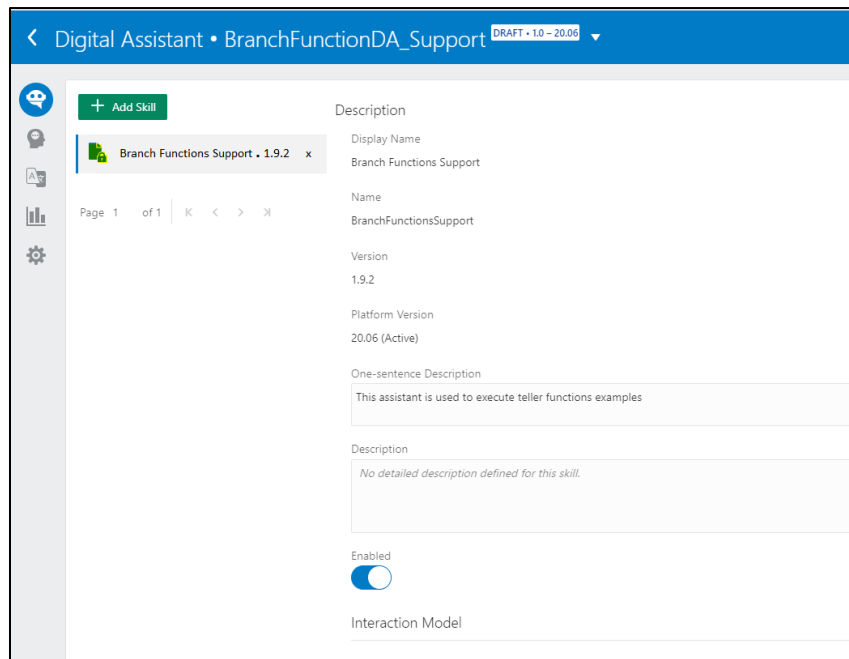 Digital Assistant • BranchFunctionDA_Support DRAFT • 1.0 – 20.06
+ Add Skill
Branch Functions Support . 1.9.2 x
Page 1 of 1
Description
Display Name
Branch Functions Support
Name
BranchFunctionsSupport
Version
1.9.2
Platform Version
20.06 (Active)
One-sentence Description
This assistant is used to execute teller functions examples
Description
No detailed description defined for this skill.
Enabled
Interaction Model